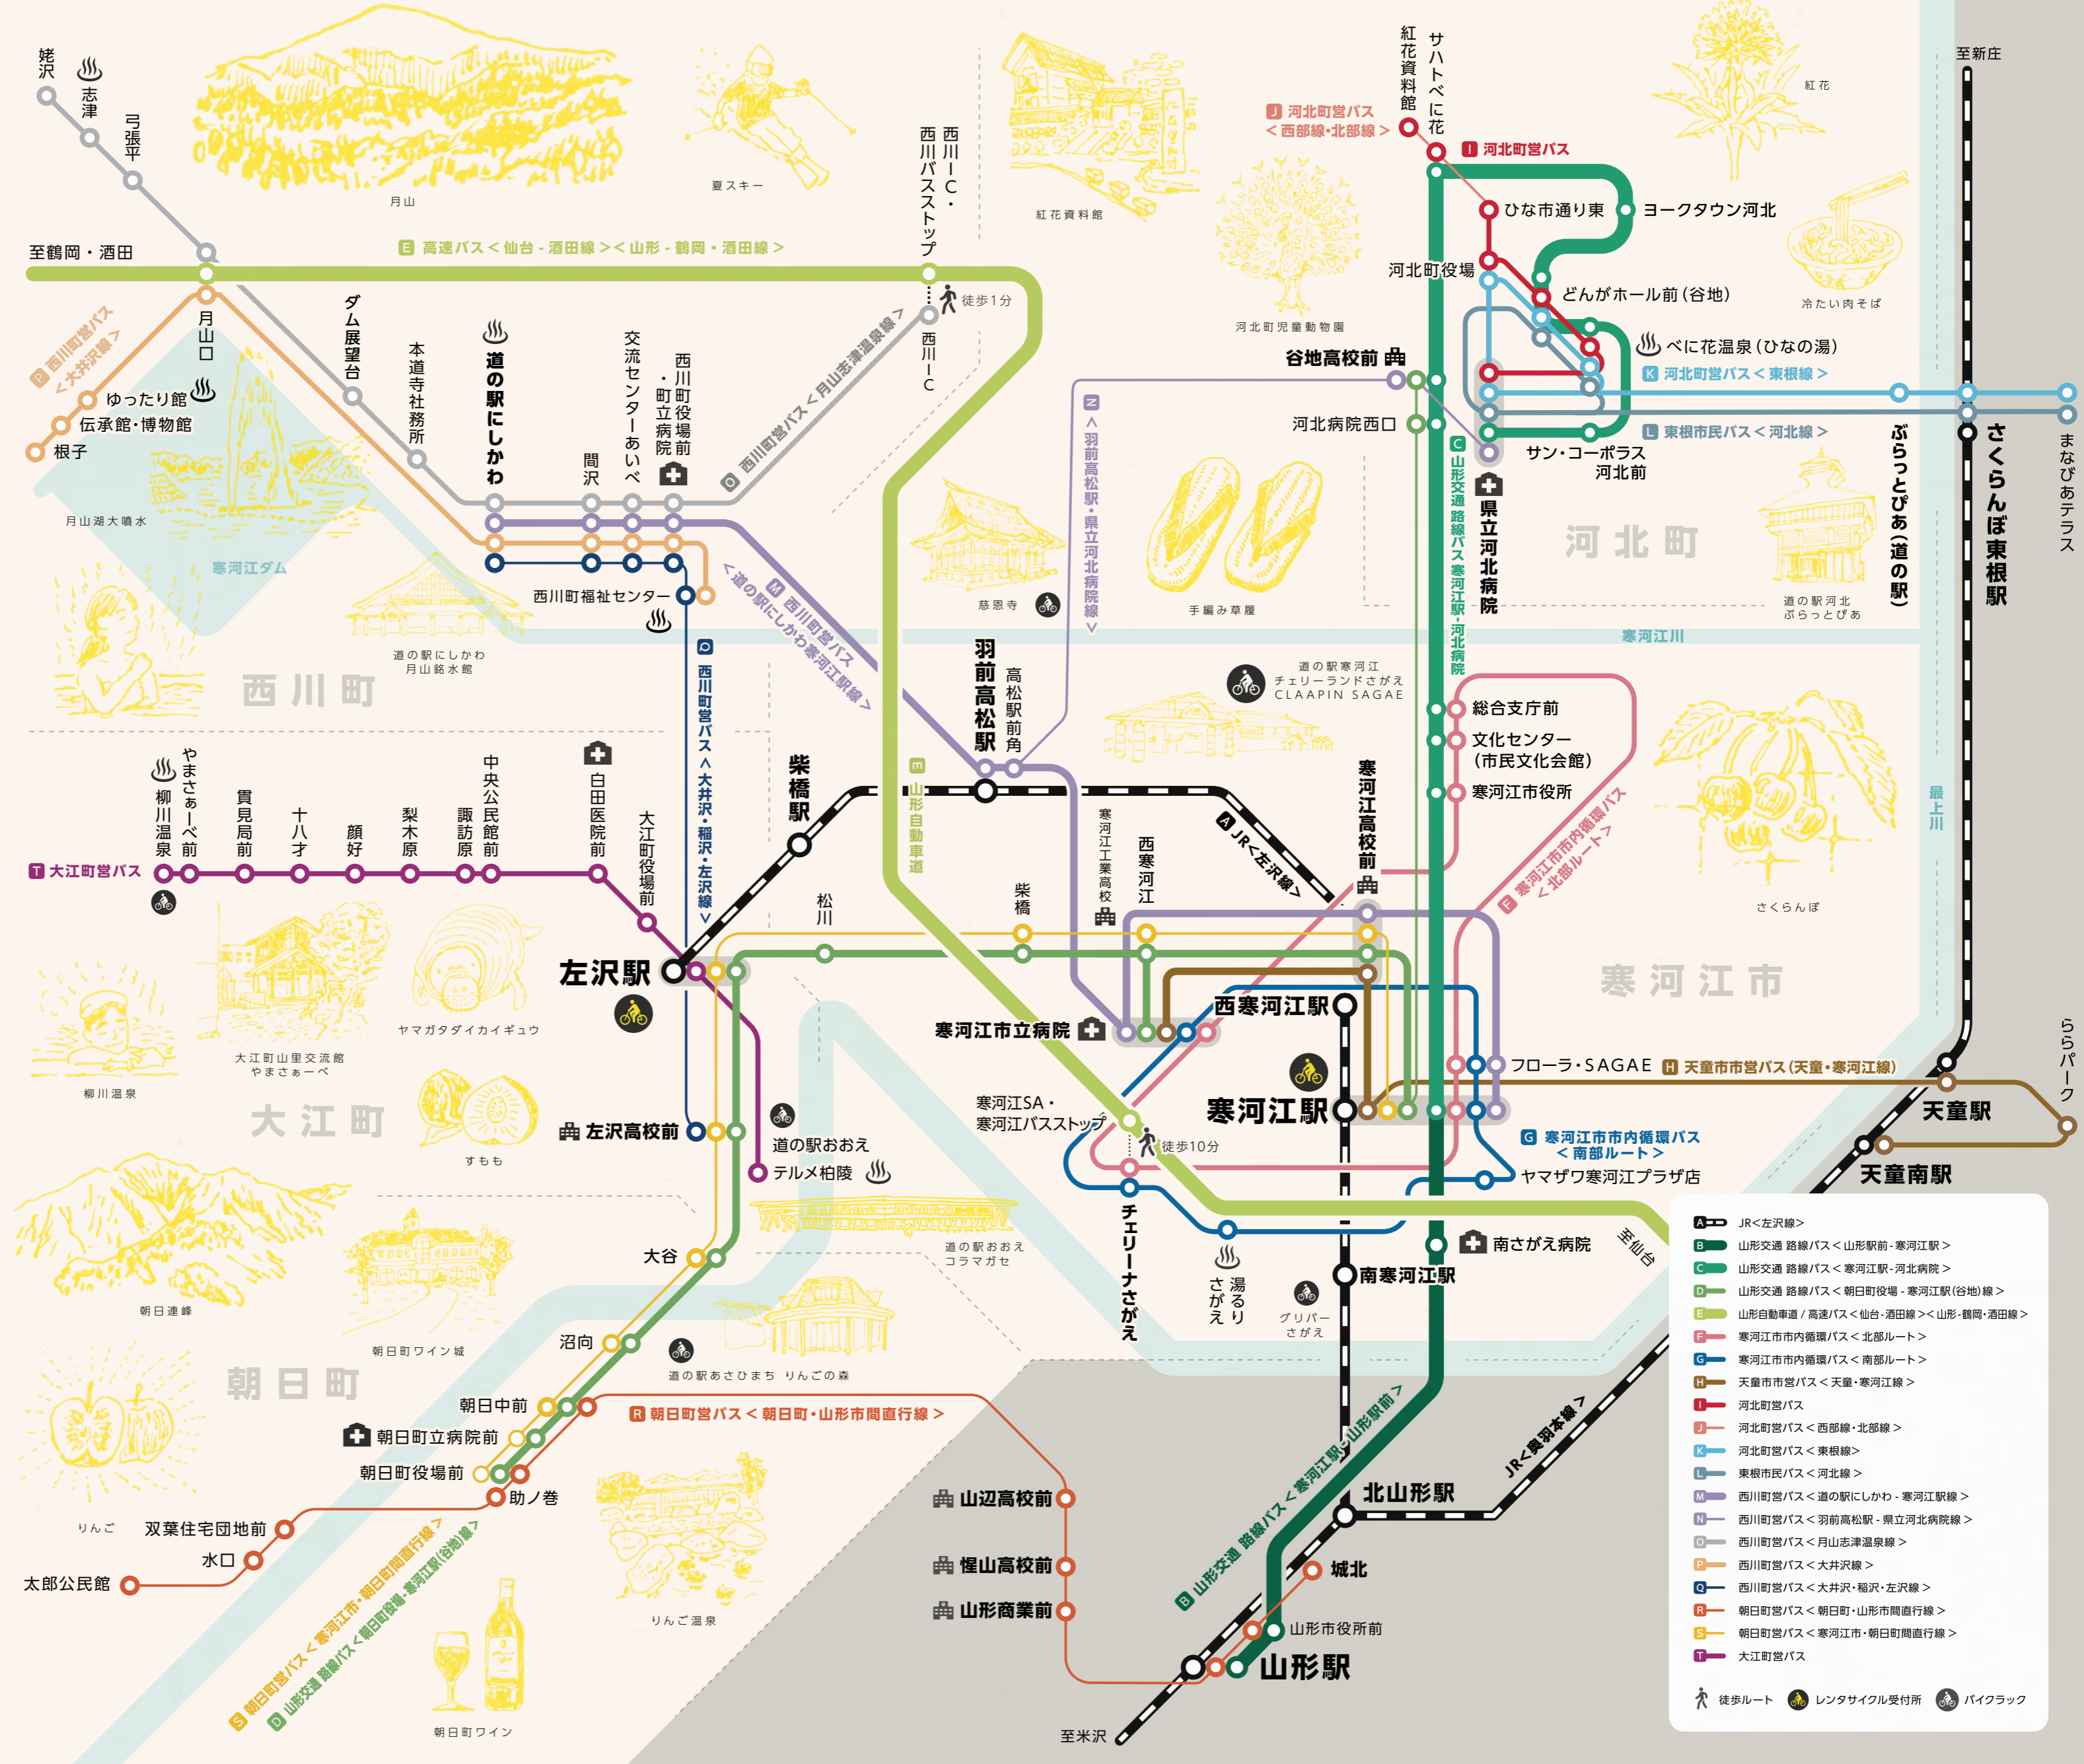 姥沢
志津
弓張平
月山
夏スキー
西川IC・
西川バスストップ
紅花資料館
J 河北町営バス
＜西部線・北部線＞
紅花資料館
サハトべに花
I 河北町営バス
紅花
至新庄
至鶴岡・酒田
E 高速バス＜仙台 - 酒田線＞＜山形 - 鶴岡・酒田線＞
徒歩1分
西川IC
河北町児童動物園
ひな市通り東
ヨークタウン河北
河北町役場
どんがホール前（谷地）
冷たい肉そば
べに花温泉（ひなの湯）
K 河北町営バス＜東根線＞
L 東根市民バス＜河北線＞
谷地高校前
河北病院西口
サン・コーポラス
河北前
P 西川町営バス
＜大井沢線＞
月山口
ゆったり館
伝承館・博物館
根子
ダム展望台
本道寺社務所
道の駅にしかわ
間沢
交流センターあいべ
西川町役場前
・町立病院
O 西川町営バス＜月山志津温泉線＞
N ＜羽前高松駅・県立河北病院線＞
C 山形交通 路線バス 寒河江駅-河北病院
県立河北病院
河北町
ぶらっとぴあ（道の駅）
さくらんぼ東根駅
まなびあテラス
月山湖大噴水
寒河江ダム
西川町福祉センター
M 西川町営バス
＜道の駅にしかわ寒河江駅線＞
慈恩寺
手編み草履
道の駅河北
ぶらっとぴあ
寒河江川
道の駅にしかわ
月山銘水館
西川町
Q 西川町営バス＜大井沢・稲沢・左沢線＞
羽前高松駅
高松駅前角
道の駅寒河江
チェリーランドさがえ
CLAAPIN SAGAE
総合支庁前
文化センター
（市民文化会館）
寒河江市役所
最上川
柳川温泉
やまさぁーべ前
貫見局前
十八才
顔好
梨木原
諏訪原
中央公民館前
白田医院前
大江町役場前
T 大江町営バス
柴橋駅
E 山形自動車道
寒河江工業高校
西寒河江
A JR＜左沢線＞
寒河江高校前
F 寒河江市市内循環バス
＜北部ルート＞
さくらんぼ
松川
柴橋
左沢駅
寒河江市
寒河江市立病院
西寒河江駅
ヤマガタダイカイギュウ
大江町山里交流館
やまさぁーべ
柳川温泉
大江町
すもも
左沢高校前
道の駅おおえ
テルメ柏陵
寒河江SA・
寒河江バスストップ
徒歩10分
寒河江駅
フローラ・SAGAE
H 天童市市営バス（天童・寒河江線）
ららパーク
天童駅
天童南駅
G 寒河江市市内循環バス
＜南部ルート＞
ヤマザワ寒河江プラザ店
チェリーナさがえ
湯るり
さがえ
グリバー
さがえ
南さがえ病院
南寒河江駅
至仙台
道の駅おおえ
コラマガセ
朝日連峰
朝日町ワイン城
大谷
沼向
道の駅あさひまち りんごの森
朝日町
朝日中前
朝日町立病院前
朝日町役場前
助ノ巻
R 朝日町営バス＜朝日町・山形市間直行線＞
りんご
双葉住宅団地前
水口
太郎公民館
S 朝日町営バス＜寒河江市・朝日町間直行線＞
D 山形交通 路線バス＜朝日町役場・寒河江駅（谷地）線＞
りんご温泉
朝日町ワイン
山辺高校前
惺山高校前
山形商業前
B 山形交通 路線バス＜寒河江駅-山形駅前＞
JR＜奥羽本線＞
北山形駅
城北
山形市役所前
山形駅
至米沢
A JR＜左沢線＞
B 山形交通 路線バス＜山形駅前 - 寒河江駅＞
C 山形交通 路線バス＜寒河江駅 - 河北病院＞
D 山形交通 路線バス＜朝日町役場 - 寒河江駅（谷地）線＞
E 山形自動車道 / 高速バス＜仙台 - 酒田線＞＜山形 - 鶴岡・酒田線＞
F 寒河江市市内循環バス＜北部ルート＞
G 寒河江市市内循環バス＜南部ルート＞
H 天童市市営バス＜天童・寒河江線＞
I 河北町営バス
J 河北町営バス＜西部線・北部線＞
K 河北町営バス＜東根線＞
L 東根市民バス＜河北線＞
M 西川町営バス＜道の駅にしかわ - 寒河江駅線＞
N 西川町営バス＜羽前高松駅 - 県立河北病院線＞
O 西川町営バス＜月山志津温泉線＞
P 西川町営バス＜大井沢線＞
Q 西川町営バス＜大井沢・稲沢・左沢線＞
R 朝日町営バス＜朝日町・山形市間直行線＞
S 朝日町営バス＜寒河江市・朝日町間直行線＞
T 大江町営バス
徒歩ルート
レンタサイクル受付所
バイクラック